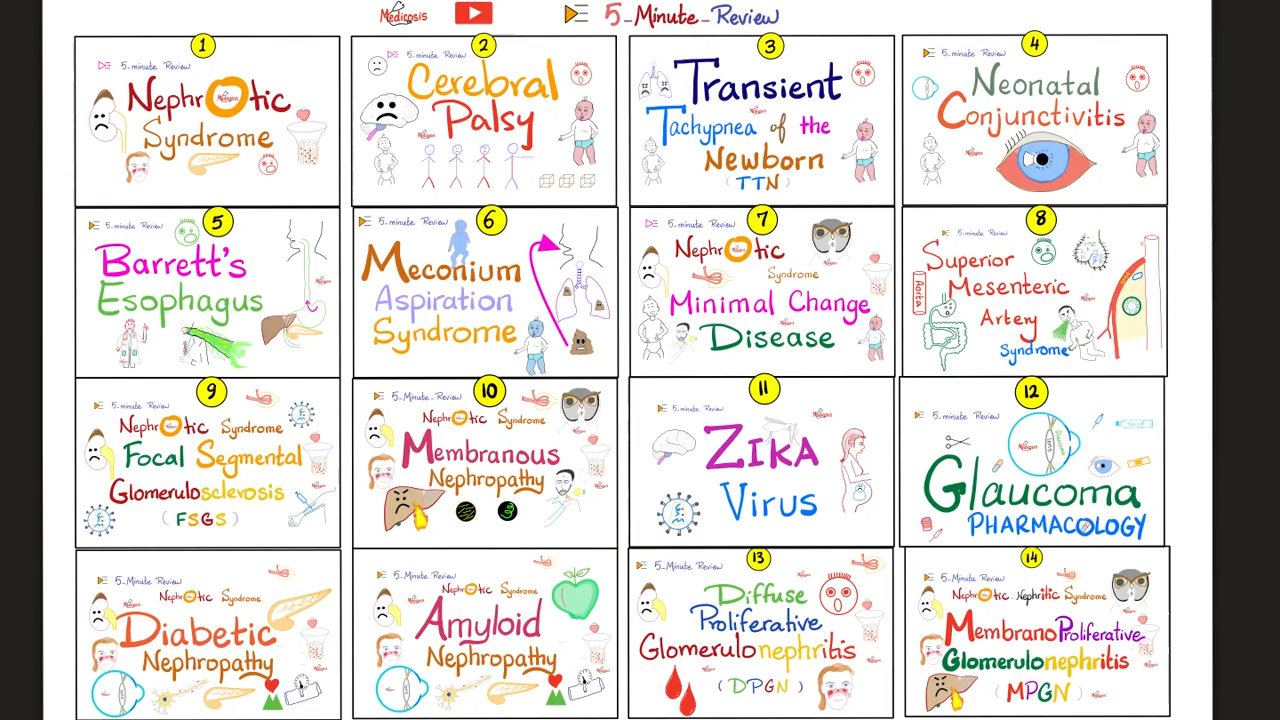 Medicosis
5-Minute-Review
1
5-minute Review
NephrOtic
Syndrome
2
5-minute Review
Cerebral
Palsy
3
Transient
Tachypnea of the
Newborn
(TTN)
4
5-minute Review
Neonatal
Conjunctivitis
5
5-minute Review
Barrett's
Esophagus
6
5-minute Review
Meconium
Aspiration
Syndrome
7
5-minute Review
NephrOtic
Syndrome
Minimal Change
Disease
8
5-minute Review
Superior
Mesenteric
Artery
Syndrome
Aorta
9
5-minute Review
NephrOtic Syndrome
Focal Segmental
Glomerulosclerosis
(FSGS)
10
5-Minute Review
NephrOtic Syndrome
Membranous
Nephropathy
11
5-minute Review
ZIKA
Virus
12
5-minute Review
Glaucoma
PHARMACOLOGY
5-Minute Review
NephrOtic Syndrome
Diabetic
Nephropathy
5-Minute Review
NephrOtic Syndrome
Amyloid
Nephropathy
13
5-Minute Review
Diffuse
Proliferative
Glomerulonephritis
(DPGN)
14
5-Minute Review
NephrOtic-Nephritic Syndrome
MembranoProliferative
Glomerulonephritis
(MPGN)